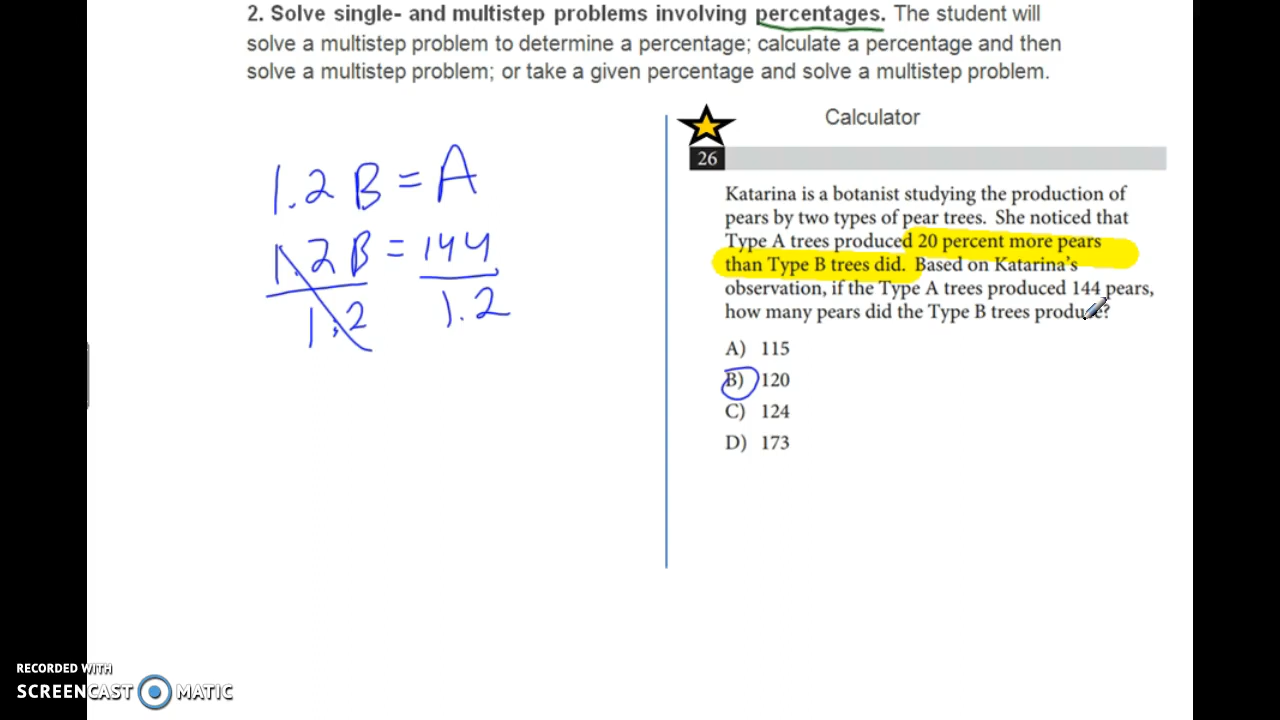 2. Solve single- and multistep problems involving percentages. The student will
solve a multistep problem to determine a percentage; calculate a percentage and then
solve a multistep problem; or take a given percentage and solve a multistep problem.
1.2 B = A
1.2 B = 144
1.2 1.2
Calculator
26
Katarina is a botanist studying the production of
pears by two types of pear trees. She noticed that
Type A trees produced 20 percent more pears
than Type B trees did. Based on Katarina's
observation, if the Type A trees produced 144 pears,
how many pears did the Type B trees produce?
A) 115
B) 120
C) 124
D) 173
RECORDED WITH
SCREENCAST MATIC